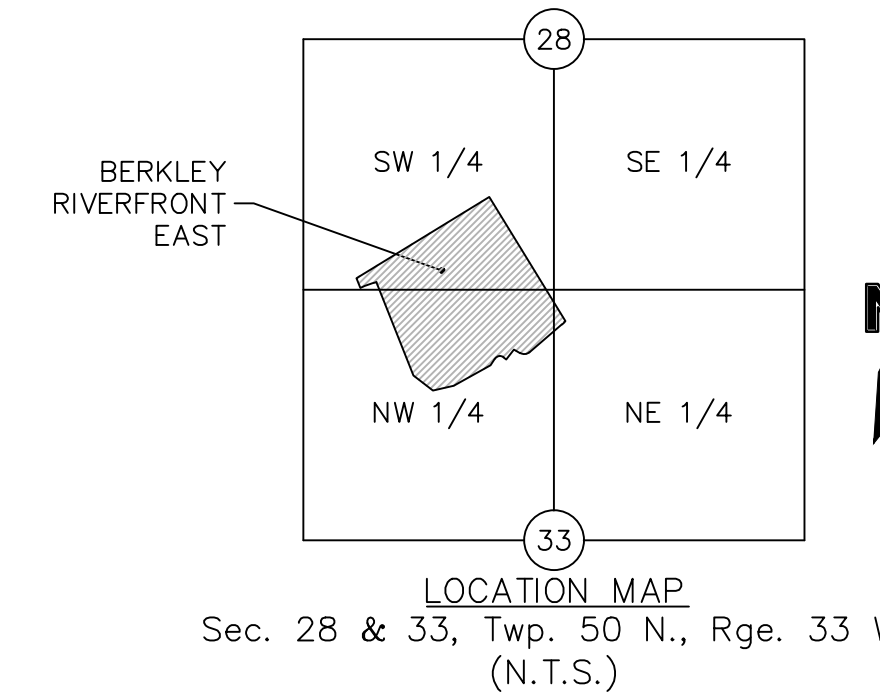 28
SW 1/4
SE 1/4
BERKLEY
RIVERFRONT
EAST
NW 1/4
NE 1/4
33
LOCATION MAP
Sec. 28 & 33, Twp. 50 N., Rge. 33
(N.T.S.)